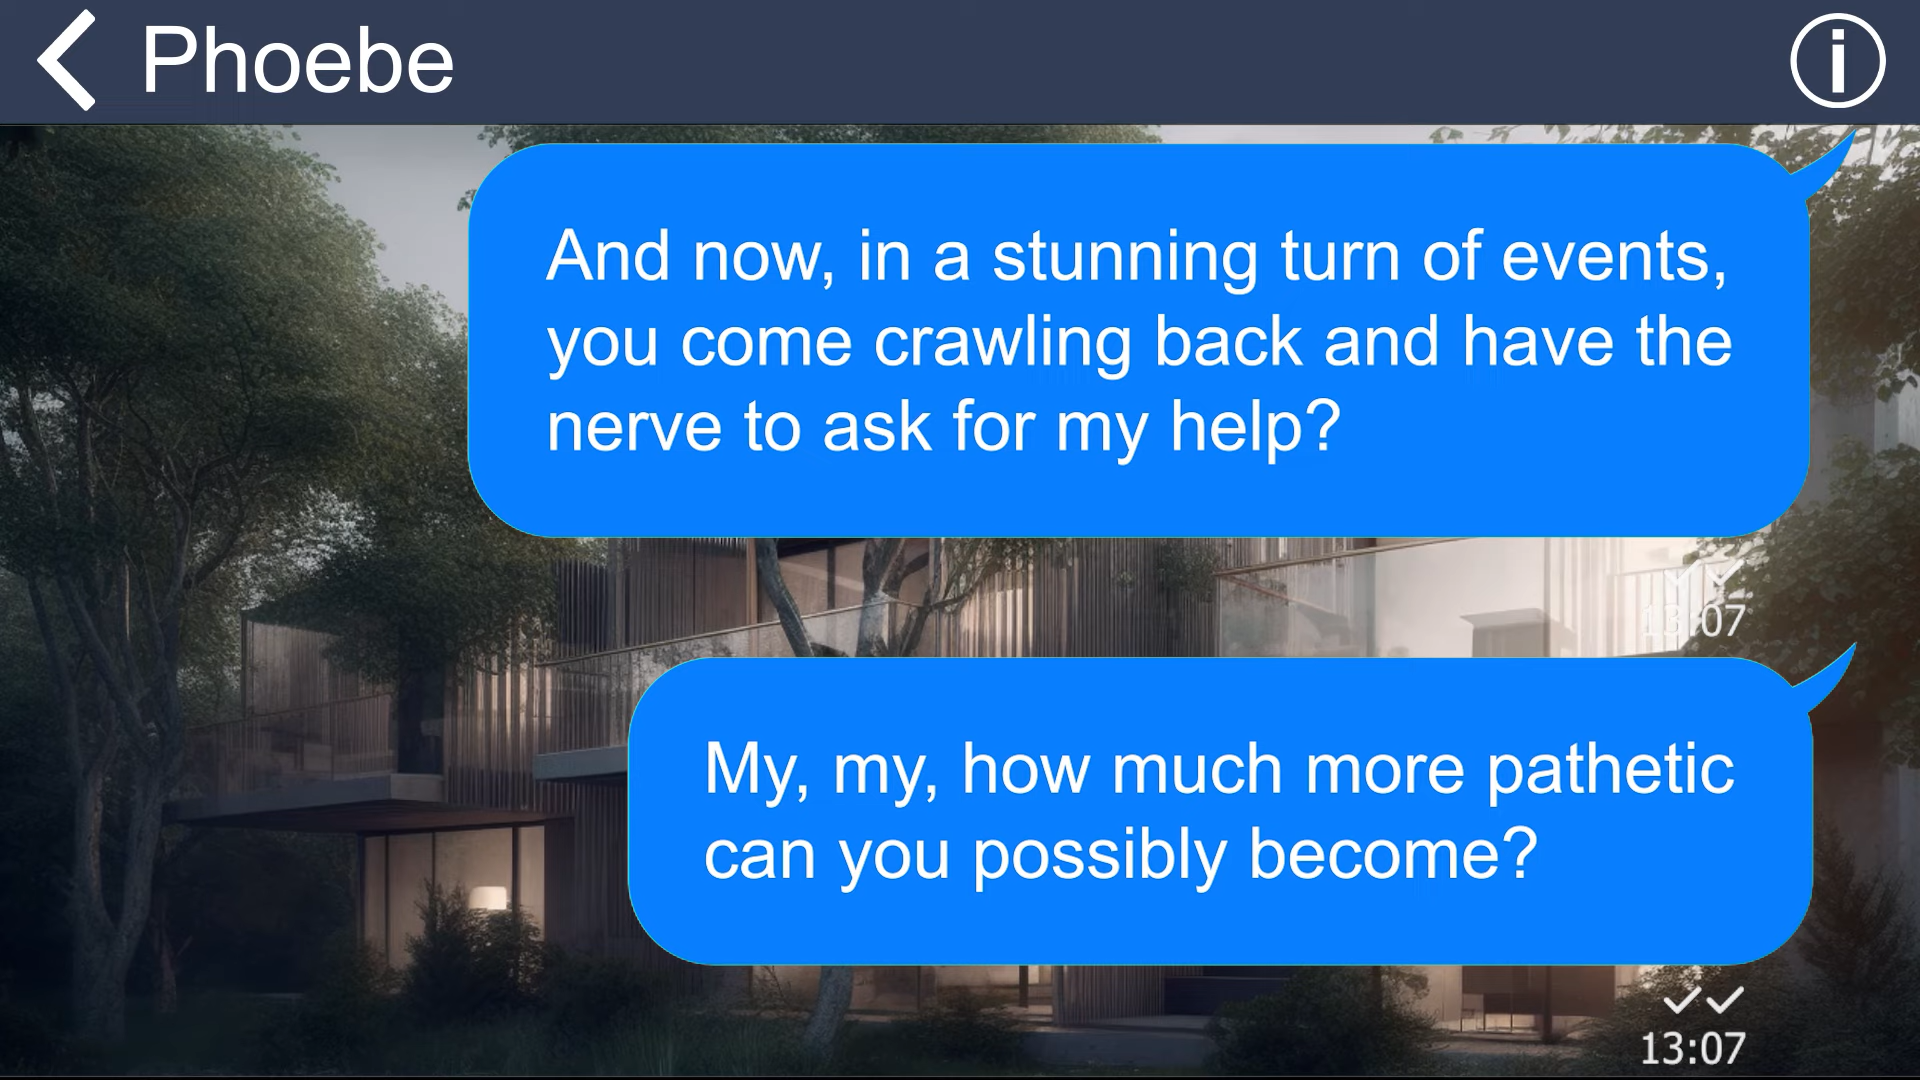 Phoebe
And now, in a stunning turn of events,
you come crawling back and have the
nerve to ask for my help?
13:07
My, my, how much more pathetic
can you possibly become?
13:07